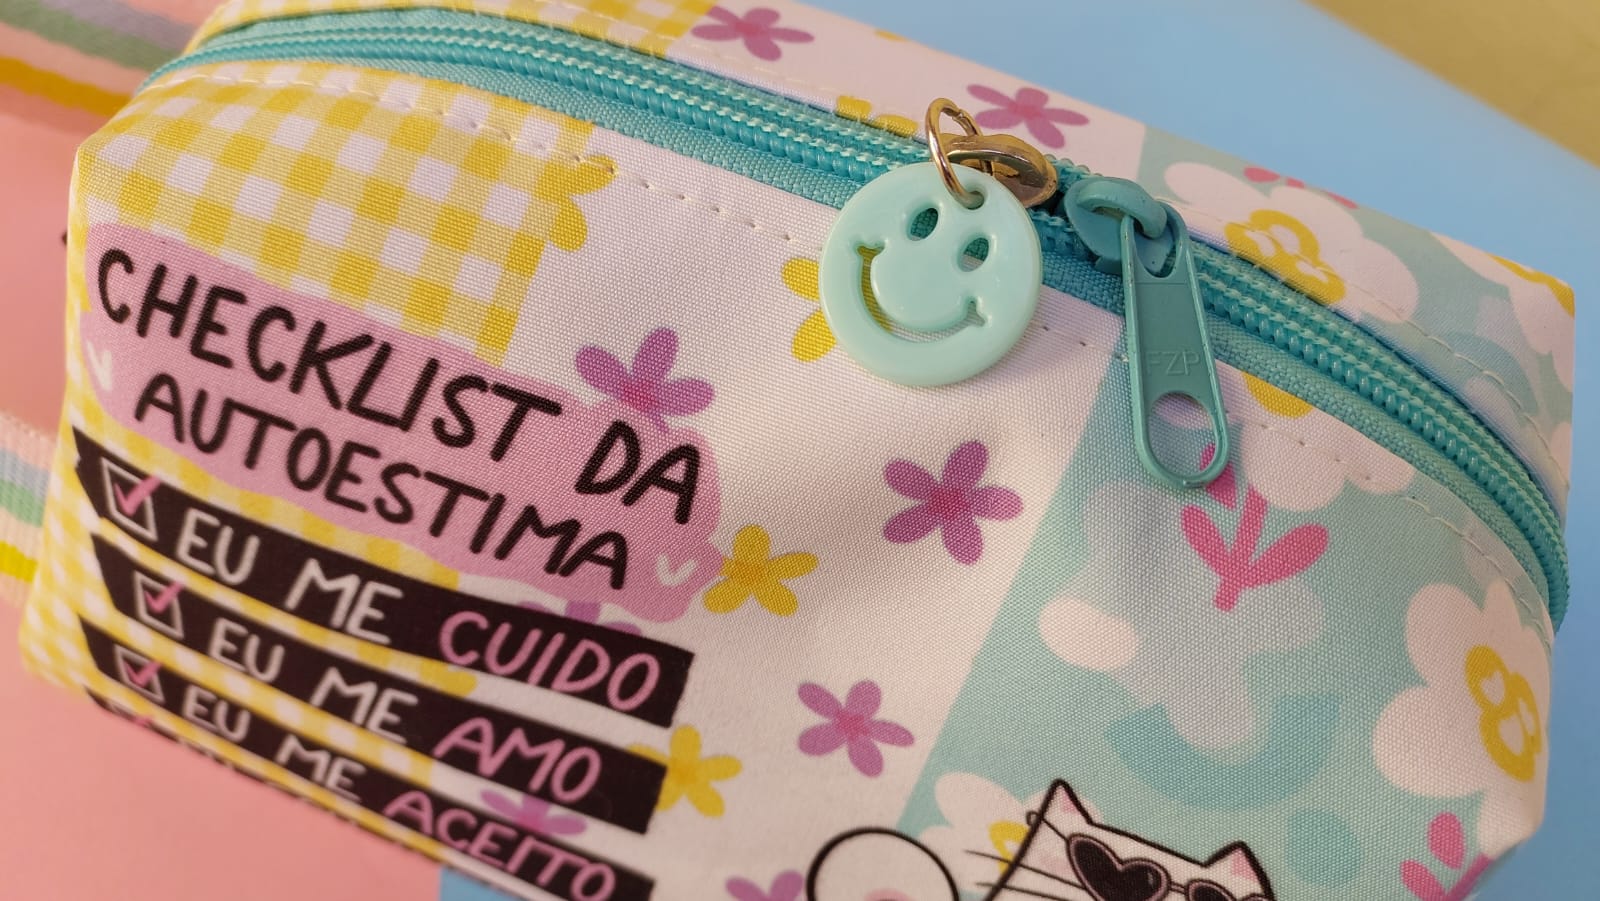 CHECKLIST DA
AUTOESTIMA
EU ME CUIDO
EU ME AMO
EU ME ACEITO
FZP